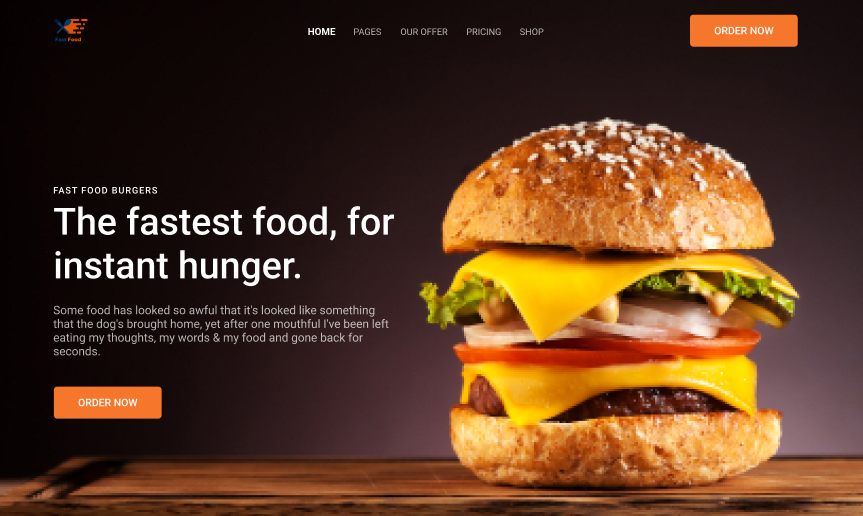 Fast Food
HOME PAGES OUR OFFER PRICING SHOP
ORDER NOW
FAST FOOD BURGERS
The fastest food, for
instant hunger.
Some food has looked so awful that it's looked like something
that the dog's brought home, yet after one mouthful I've been left
eating my thoughts, my words & my food and gone back for
seconds.
ORDER NOW